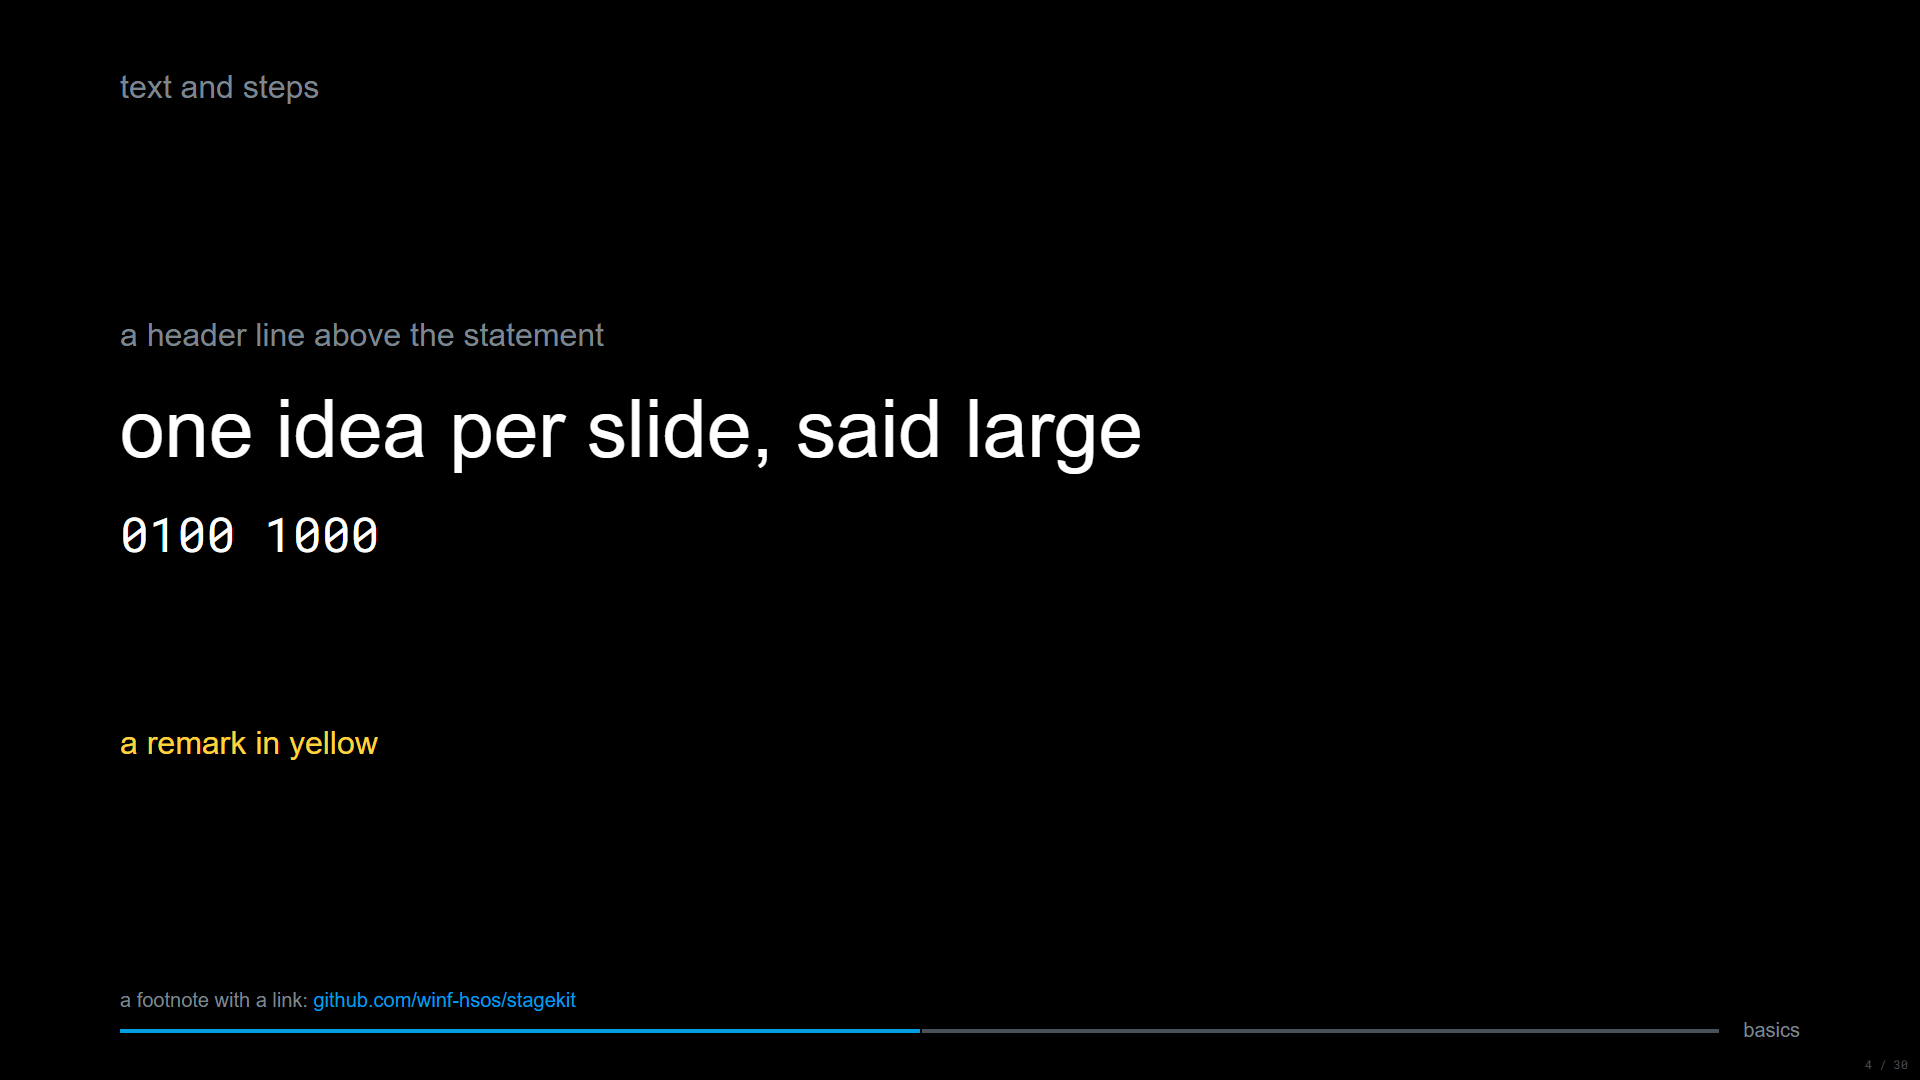 text and steps
a header line above the statement
one idea per slide, said large
0100 1000
a remark in yellow
a footnote with a link: github.com/winf-hsos/stagekit
basics
4 / 30